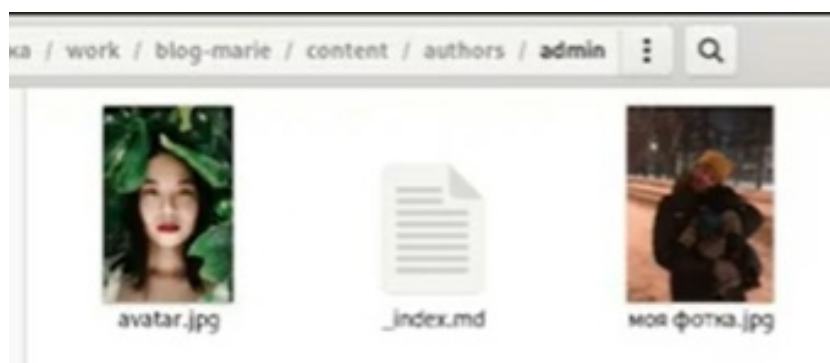 / work / blog-marie / content / authors / admin
avatar.jpg
_index.md
моя фотка.jpg